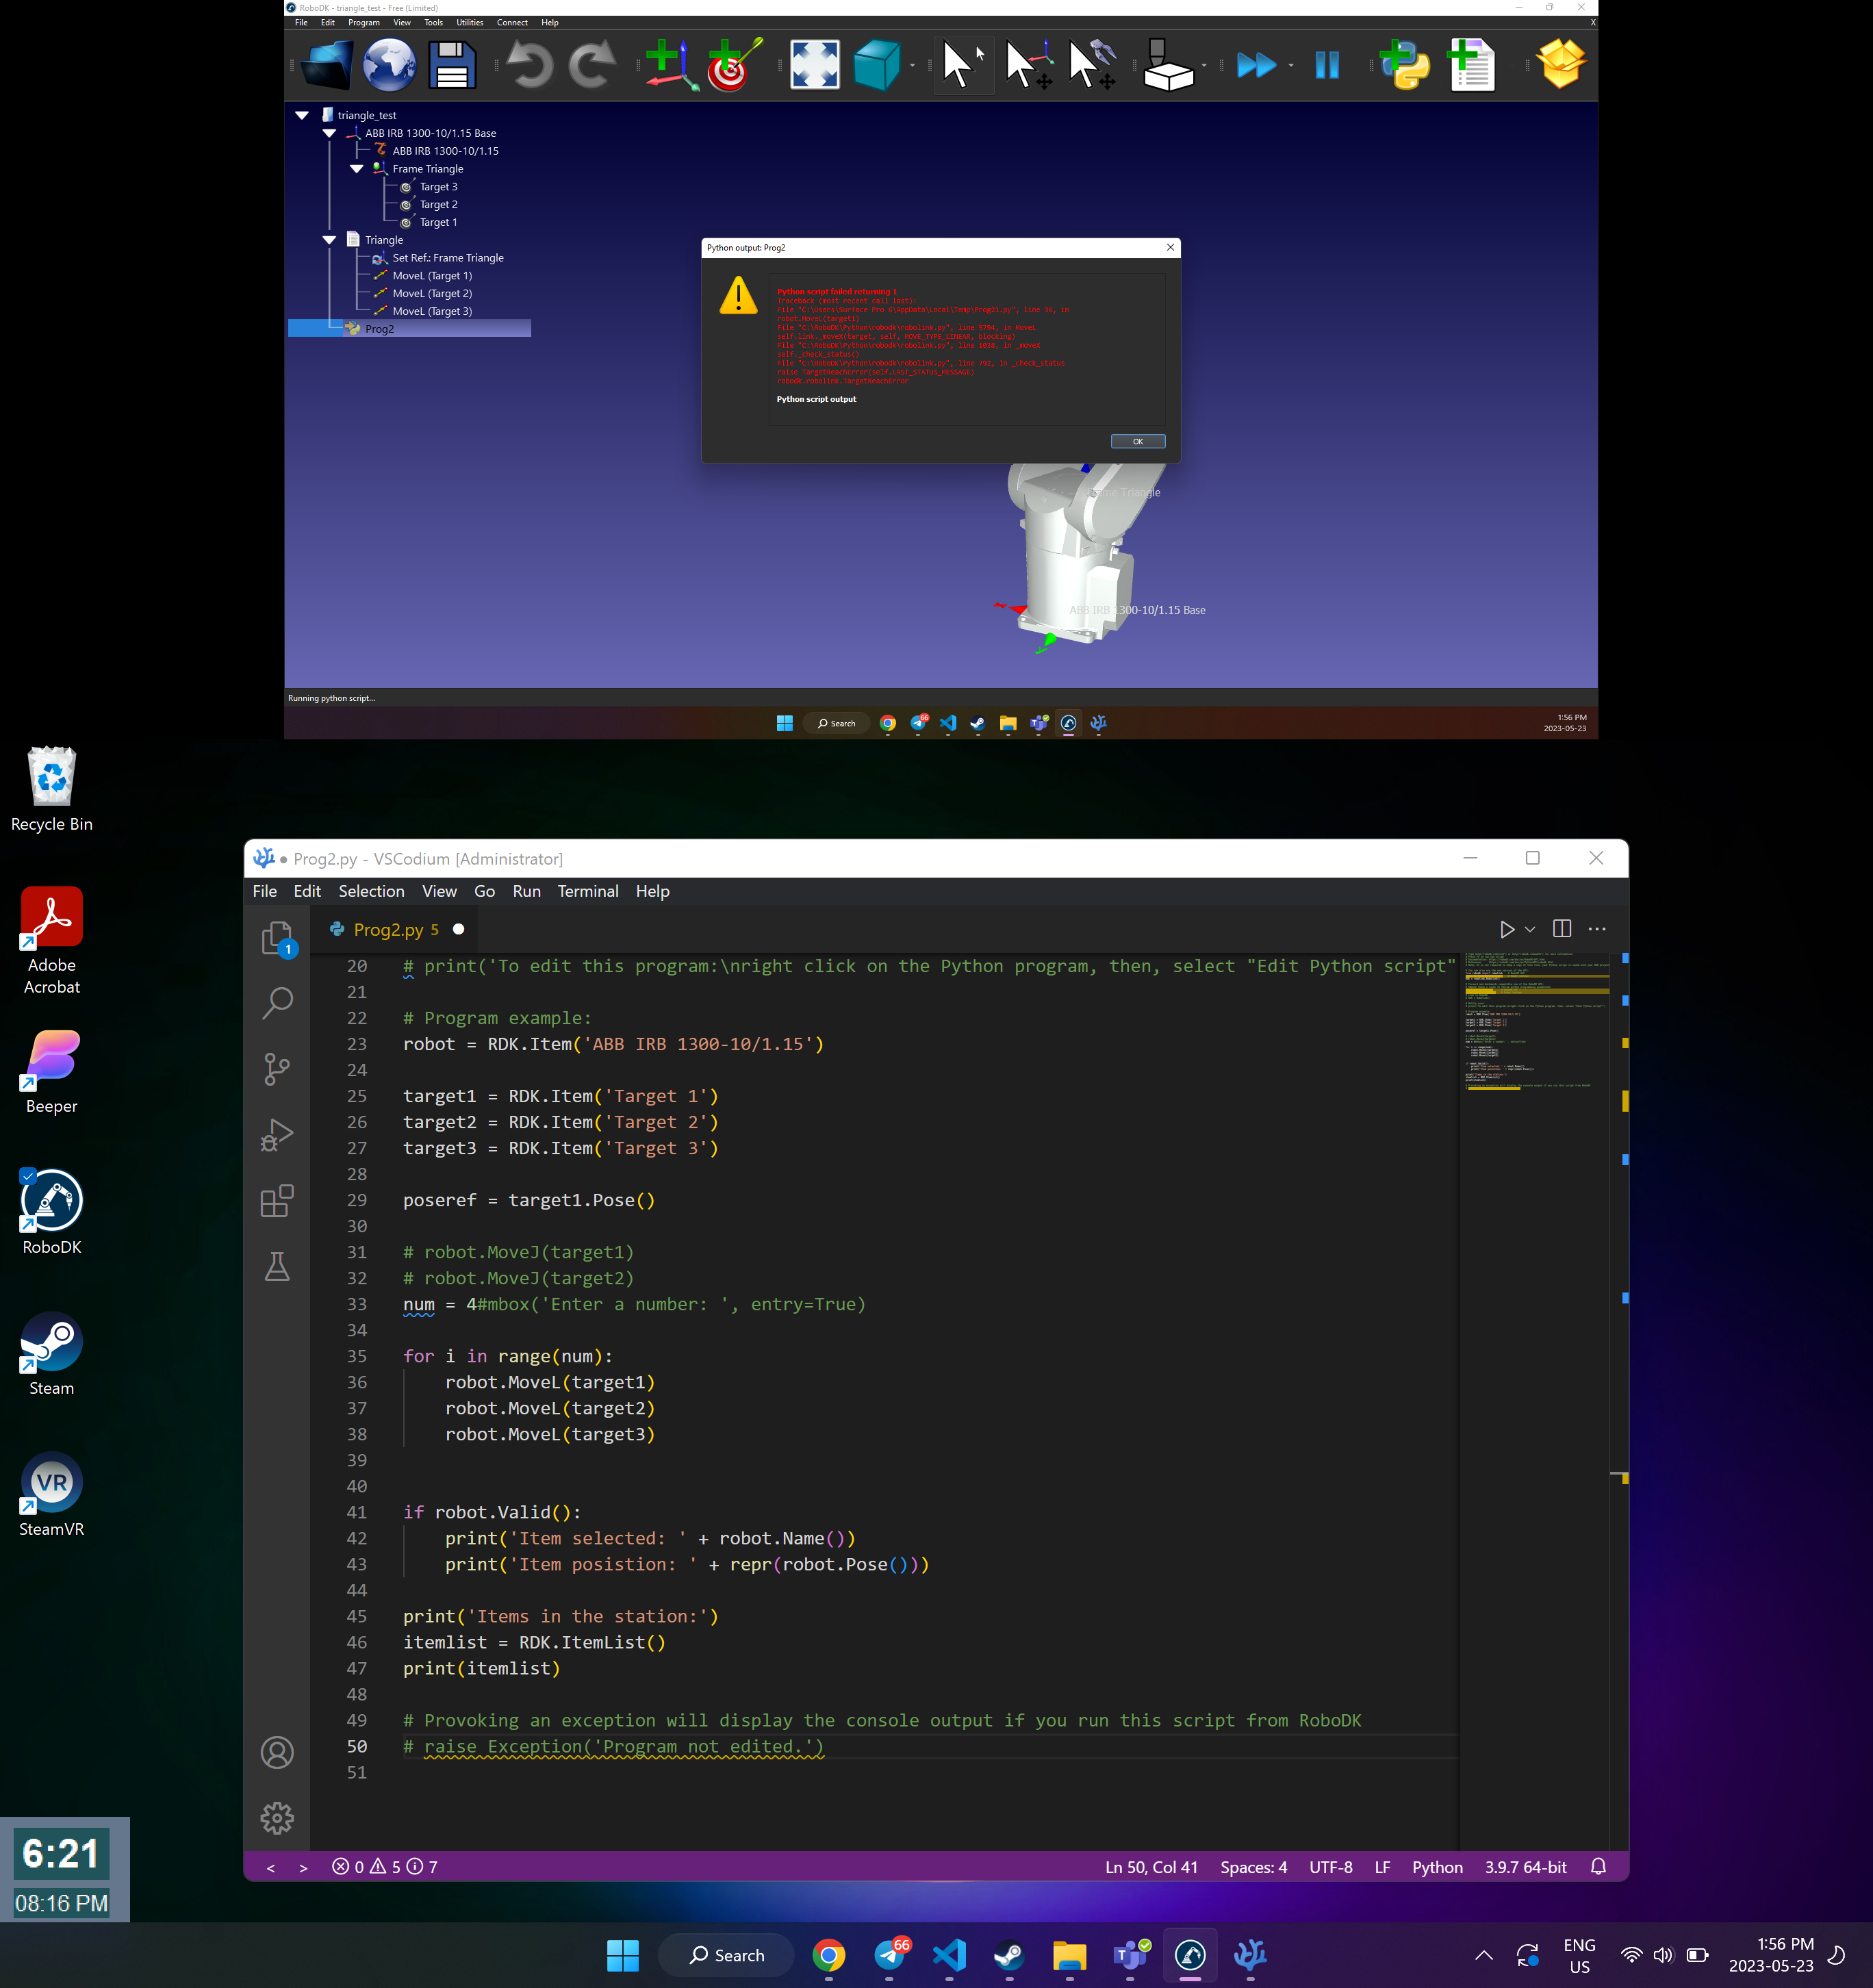 RoboDK - triangle_test - Free (Limited)
File Edit Program View Tools Utilities Connect Help X
triangle_test
ABB IRB 1300-10/1.15 Base
ABB IRB 1300-10/1.15
Frame Triangle
Target 3
Target 2
Target 1
Triangle
Set Ref.: Frame Triangle
MoveL (Target 1)
MoveL (Target 2)
MoveL (Target 3)
Prog2
Python output: Prog2
Python script failed returning 1
Traceback (most recent call last):
File "C:\Users\Surface Pro 6\AppData\Local\Temp\Prog21.py", line 36, in
robot.MoveL(target1)
File "C:\RoboDK\Python\robodk\robolink.py", line 5794, in MoveL
self.link._moveX(target, self, MOVE_TYPE_LINEAR, blocking)
File "C:\RoboDK\Python\robodk\robolink.py", line 1038, in _moveX
self._check_status()
File "C:\RoboDK\Python\robodk\robolink.py", line 792, in _check_status
raise TargetReachError(self.LAST_STATUS_MESSAGE)
robodk.robolink.TargetReachError
Python script output
OK
Frame Triangle
ABB IRB 1300-10/1.15 Base
Running python script...
Search
66
1:56 PM
2023-05-23
Recycle Bin
Adobe
Acrobat
Beeper
RoboDK
Steam
VR
SteamVR
6:21
08:16 PM
● Prog2.py - VSCodium [Administrator]
File Edit Selection View Go Run Terminal Help
1
Prog2.py 5
20 # print('To edit this program:\nright click on the Python program, then, select "Edit Python script"
21
22 # Program example:
23 robot = RDK.Item('ABB IRB 1300-10/1.15')
24
25 target1 = RDK.Item('Target 1')
26 target2 = RDK.Item('Target 2')
27 target3 = RDK.Item('Target 3')
28
29 poseref = target1.Pose()
30
31 # robot.MoveJ(target1)
32 # robot.MoveJ(target2)
33 num = 4#mbox('Enter a number: ', entry=True)
34
35 for i in range(num):
36 robot.MoveL(target1)
37 robot.MoveL(target2)
38 robot.MoveL(target3)
39
40
41 if robot.Valid():
42 print('Item selected: ' + robot.Name())
43 print('Item posistion: ' + repr(robot.Pose()))
44
45 print('Items in the station:')
46 itemlist = RDK.ItemList()
47 print(itemlist)
48
49 # Provoking an exception will display the console output if you run this script from RoboDK
50 # raise Exception('Program not edited.')
51
< > 0 5 7 Ln 50, Col 41 Spaces: 4 UTF-8 LF Python 3.9.7 64-bit
Search
66
ENG
US
1:56 PM
2023-05-23